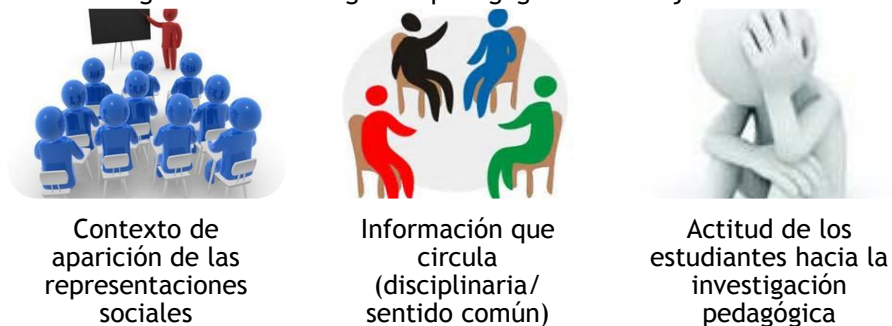 Contexto de
aparición de las
representaciones
sociales
Información que
circula
(disciplinaria/
sentido común)
Actitud de los
estudiantes hacia la
investigación
pedagógica